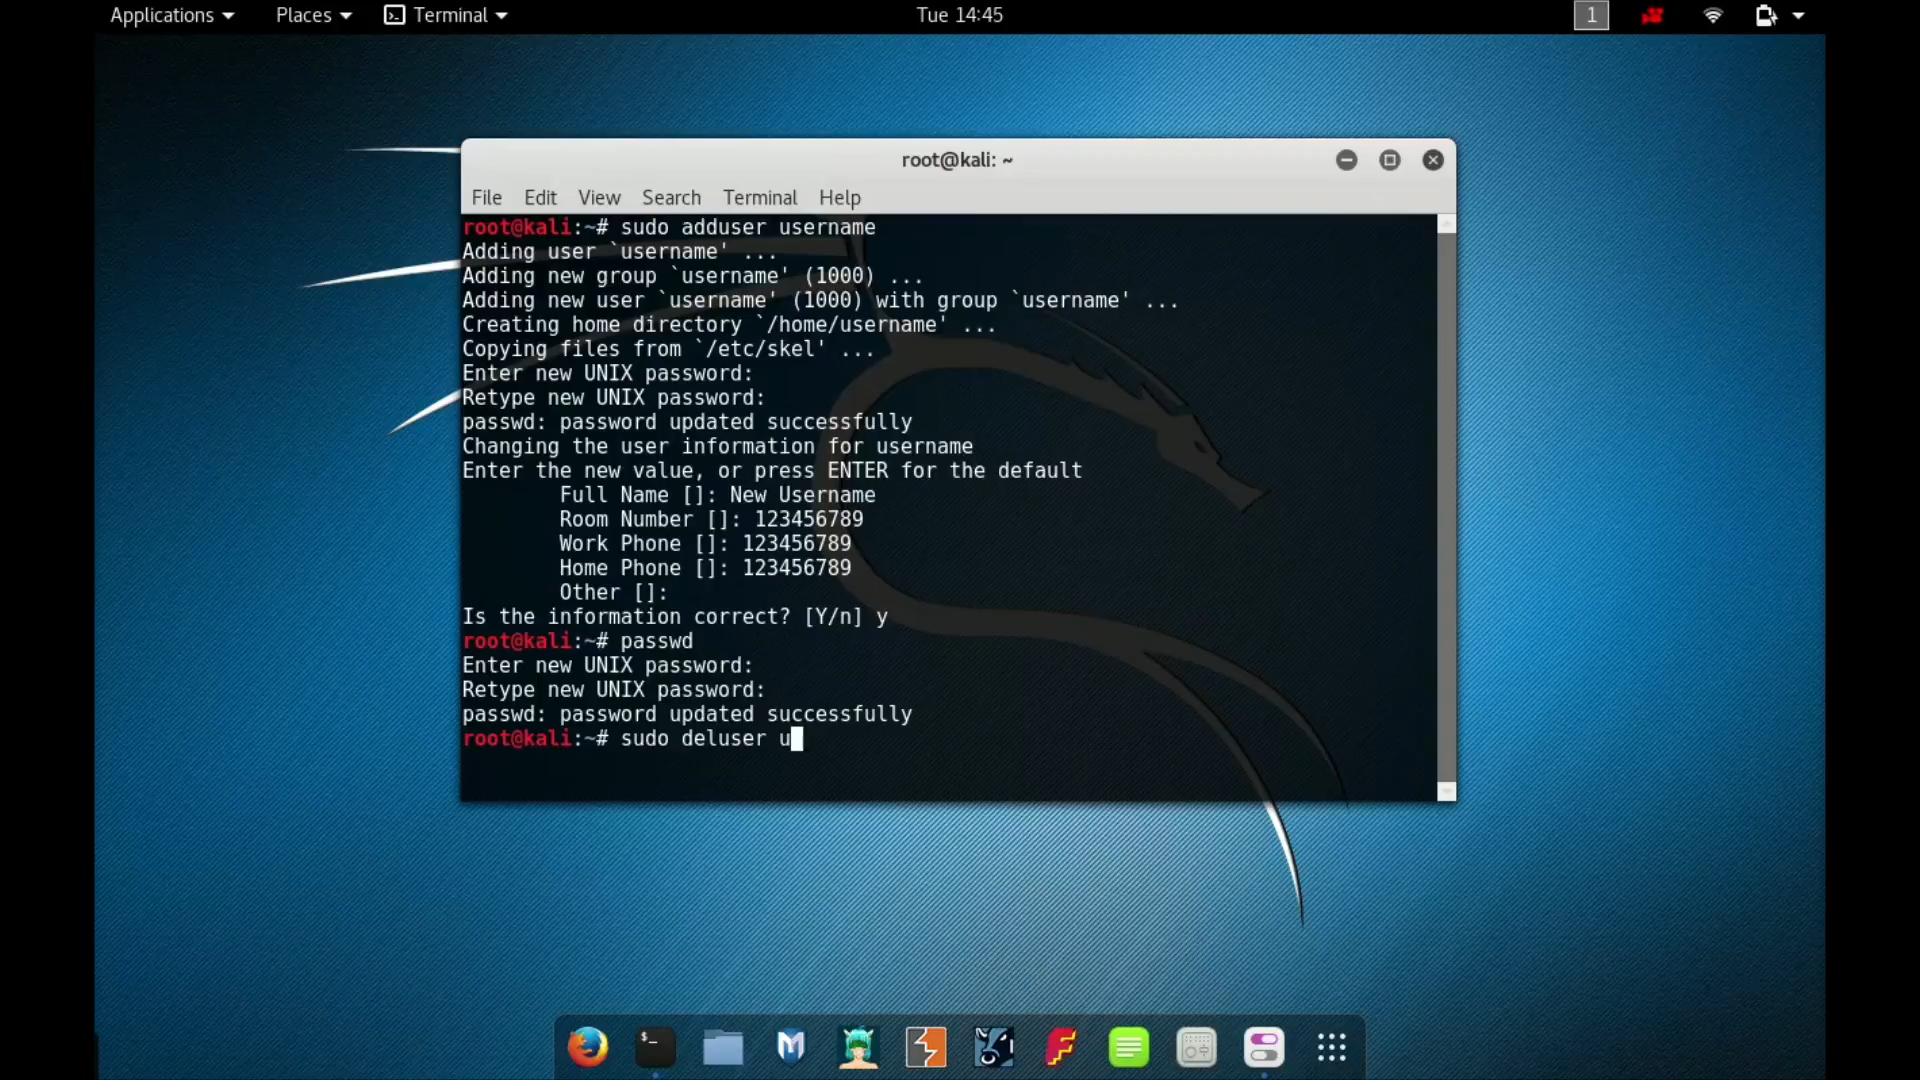 Applications Places Terminal Tue 14:45 1
root@kali: ~
File Edit View Search Terminal Help
root@kali:~# sudo adduser username
Adding user `username' ...
Adding new group `username' (1000) ...
Adding new user `username' (1000) with group `username' ...
Creating home directory `/home/username' ...
Copying files from `/etc/skel' ...
Enter new UNIX password:
Retype new UNIX password:
passwd: password updated successfully
Changing the user information for username
Enter the new value, or press ENTER for the default
        Full Name []: New Username
        Room Number []: 123456789
        Work Phone []: 123456789
        Home Phone []: 123456789
        Other []:
Is the information correct? [Y/n] y
root@kali:~# passwd
Enter new UNIX password:
Retype new UNIX password:
passwd: password updated successfully
root@kali:~# sudo deluser u